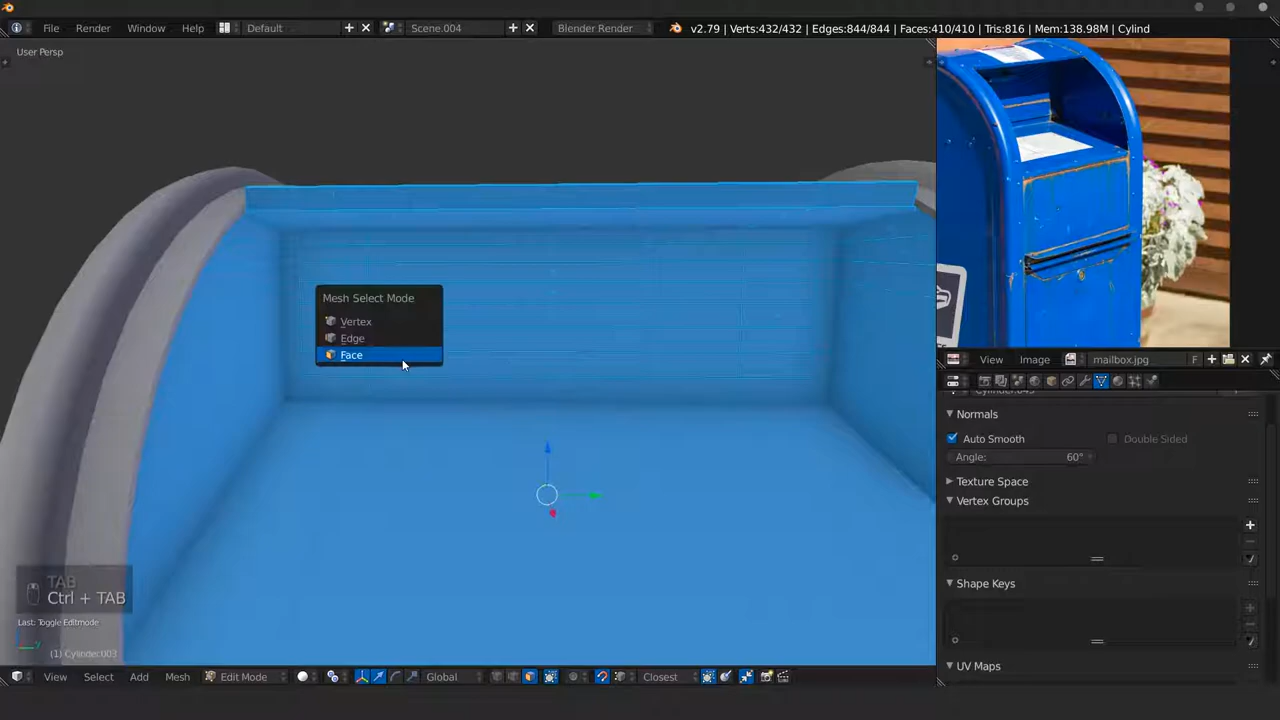 File Render Window Help Default Scene.004 Blender Render v2.79 | Verts:432/432 | Edges:844/844 | Faces:410/410 | Tris:816 | Mem:138.98M | Cylind
User Persp
Mesh Select Mode
Vertex
Edge
Face
View Image mailbox.jpg F
Normals
Auto Smooth Double Sided
Angle: 60°
Texture Space
Vertex Groups
Shape Keys
UV Maps
TAB
Ctrl + TAB
Last: Toggle Editmode
(1) Cylinder.003
View Select Add Mesh Edit Mode Global Closest